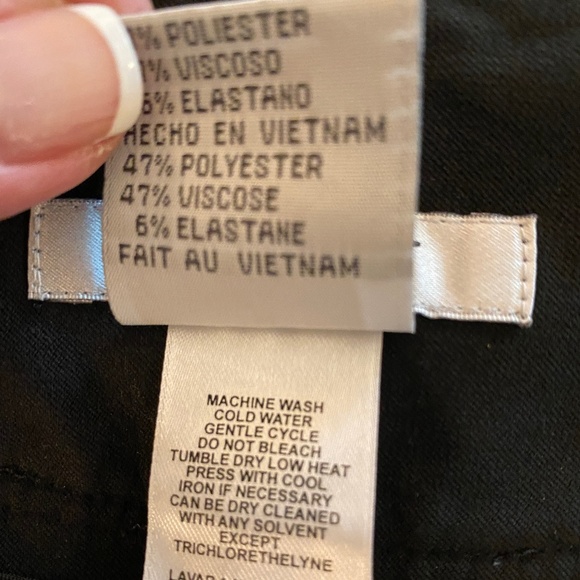 % POLIESTER
% VISCOSO
6% ELASTANO
HECHO EN VIETNAM
47% POLYESTER
47% VISCOSE
6% ELASTANE
FAIT AU VIETNAM
MACHINE WASH
COLD WATER
GENTLE CYCLE
DO NOT BLEACH
TUMBLE DRY LOW HEAT
PRESS WITH COOL
IRON IF NECESSARY
CAN BE DRY CLEANED
WITH ANY SOLVENT
EXCEPT
TRICHLORETHELYNE